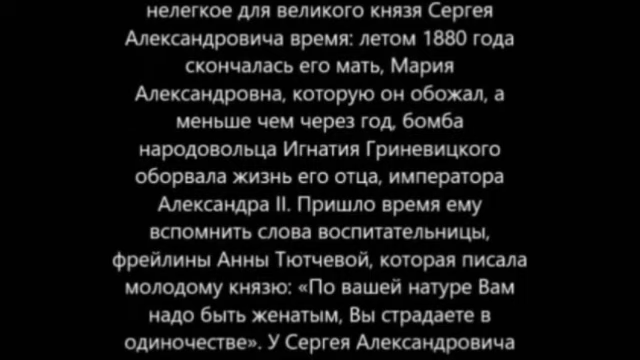 нелегкое для великого князя Сергея
Александровича время: летом 1880 года
скончалась его мать, Мария
Александровна, которую он обожал, а
меньше чем через год, бомба
народовольца Игнатия Гриневицкого
оборвала жизнь его отца, императора
Александра II. Пришло время ему
вспомнить слова воспитательницы,
фрейлины Анны Тютчевой, которая писала
молодому князю: «По вашей натуре Вам
надо быть женатым, Вы страдаете в
одиночестве». У Сергея Александровича